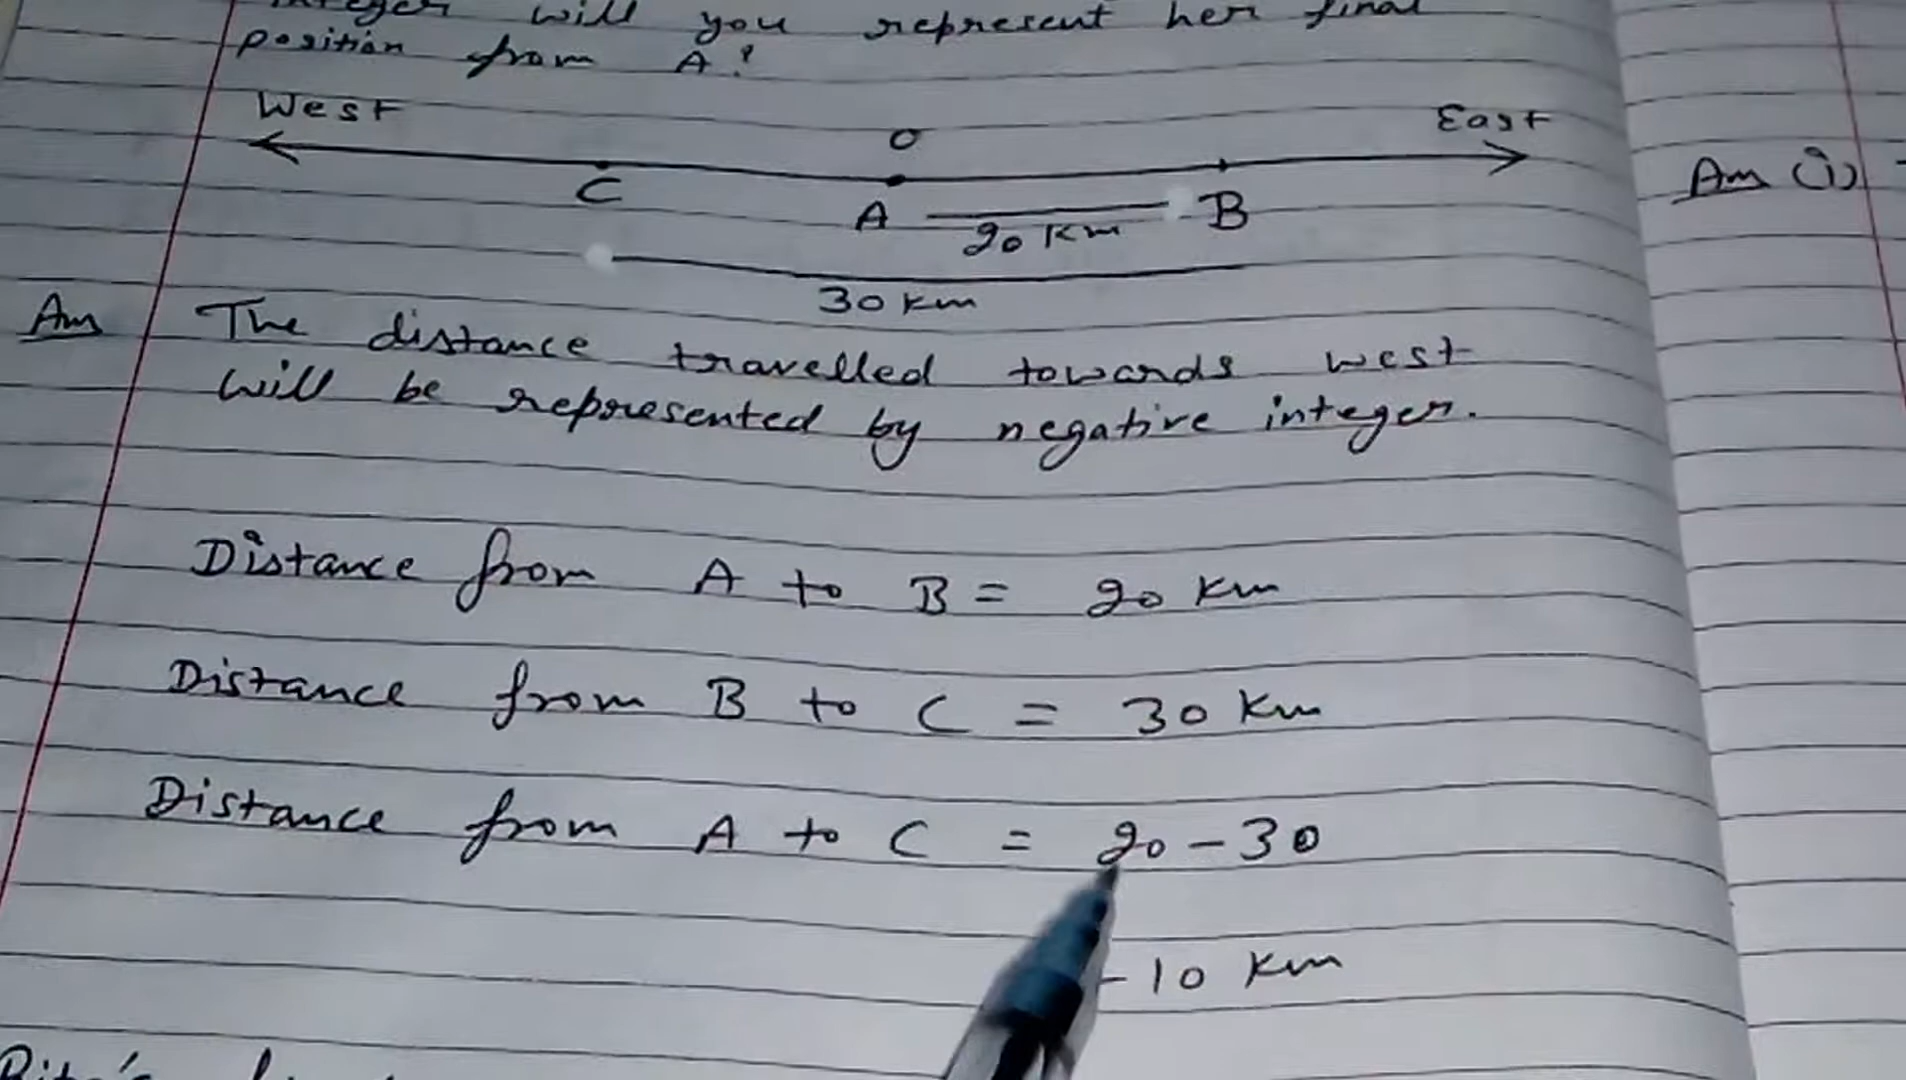 integer will you represent her final
position from A?
West
East
O
C
A
B
20 Km
30 km
Ans (i)
Ans The distance travelled towards west
will be represented by negative integer.
Distance from A to B = 20 Km
Distance from B to C = 30 Km
Distance from A to C = 20 - 30
- 10 Km